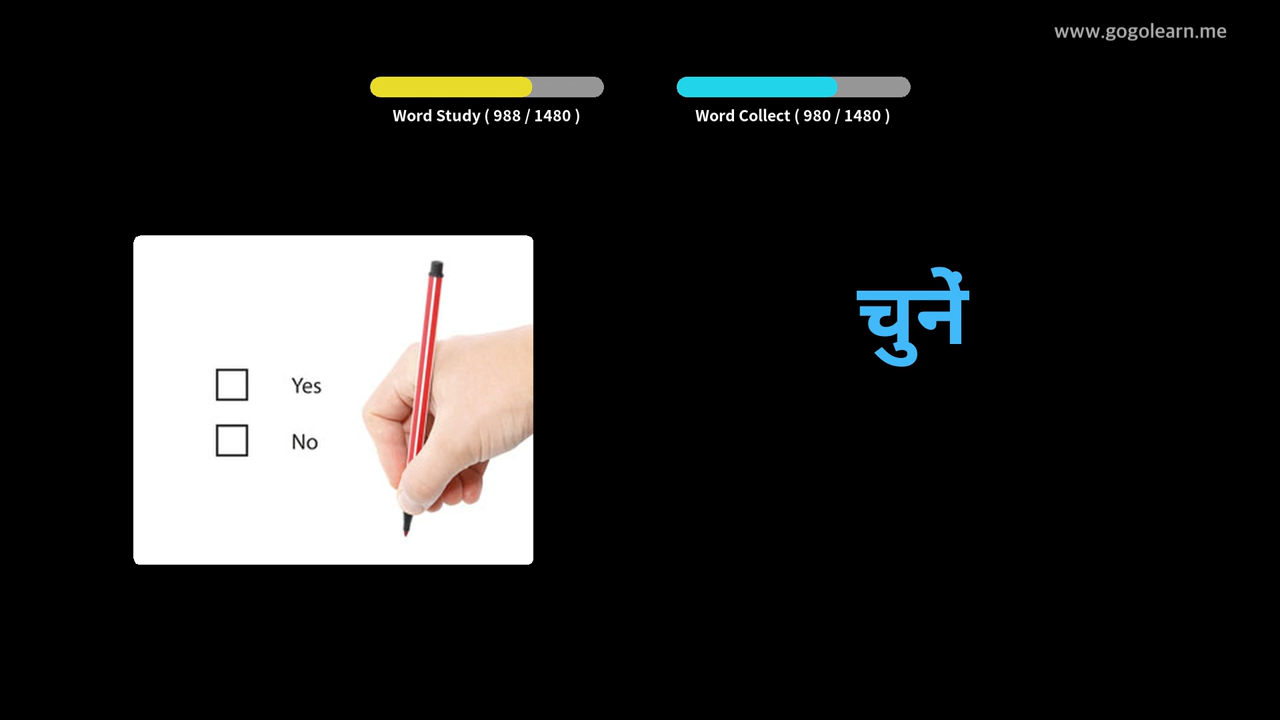 www.gogolearn.me
Word Study ( 988 / 1480 )
Word Collect ( 980 / 1480 )
Yes
No
चुनें